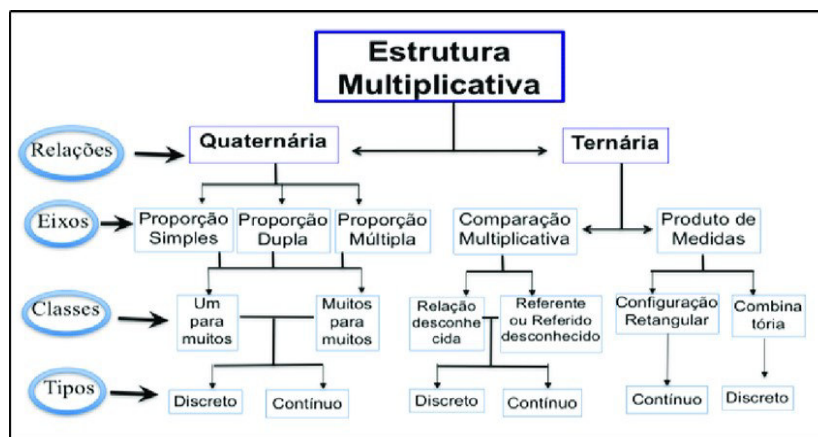 Estrutura
Multiplicativa
Relações
Quaternária
Ternária
Eixos
Proporção
Simples
Proporção
Dupla
Proporção
Múltipla
Comparação
Multiplicativa
Produto de
Medidas
Classes
Um
para
muitos
Muitos
para
muitos
Relação
desconhe
cida
Referente
ou Referido
desconhecido
Configuração
Retangular
Combina
tória
Tipos
Discreto
Contínuo
Discreto
Contínuo
Contínuo
Discreto